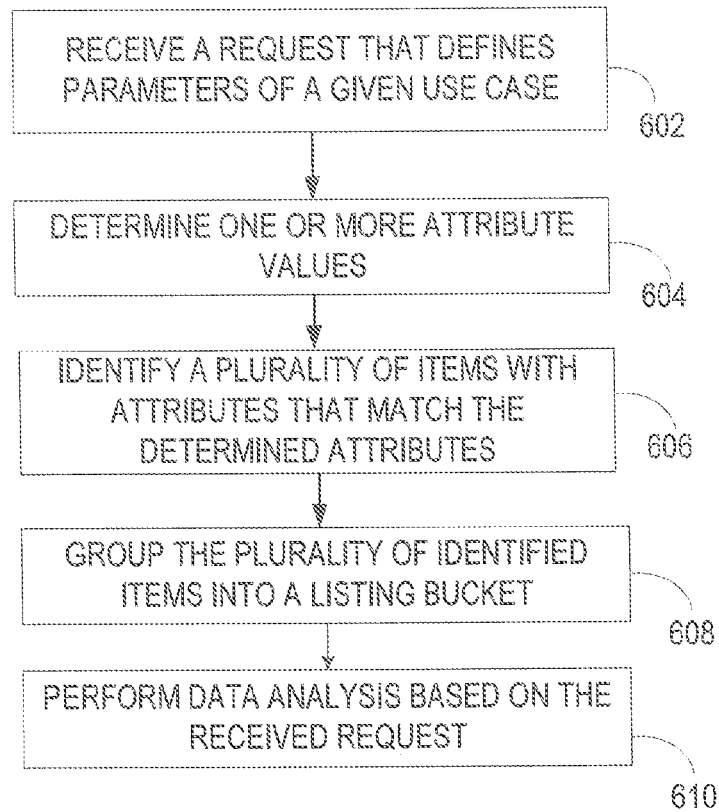 RECEIVE A REQUEST THAT DEFINES
PARAMETERS OF A GIVEN USE CASE
602
DETERMINE ONE OR MORE ATTRIBUTE
VALUES
604
IDENTIFY A PLURALITY OF ITEMS WITH
ATTRIBUTES THAT MATCH THE
DETERMINED ATTRIBUTES
606
GROUP THE PLURALITY OF IDENTIFIED
ITEMS INTO A LISTING BUCKET
608
PERFORM DATA ANALYSIS BASED ON THE
RECEIVED REQUEST
610